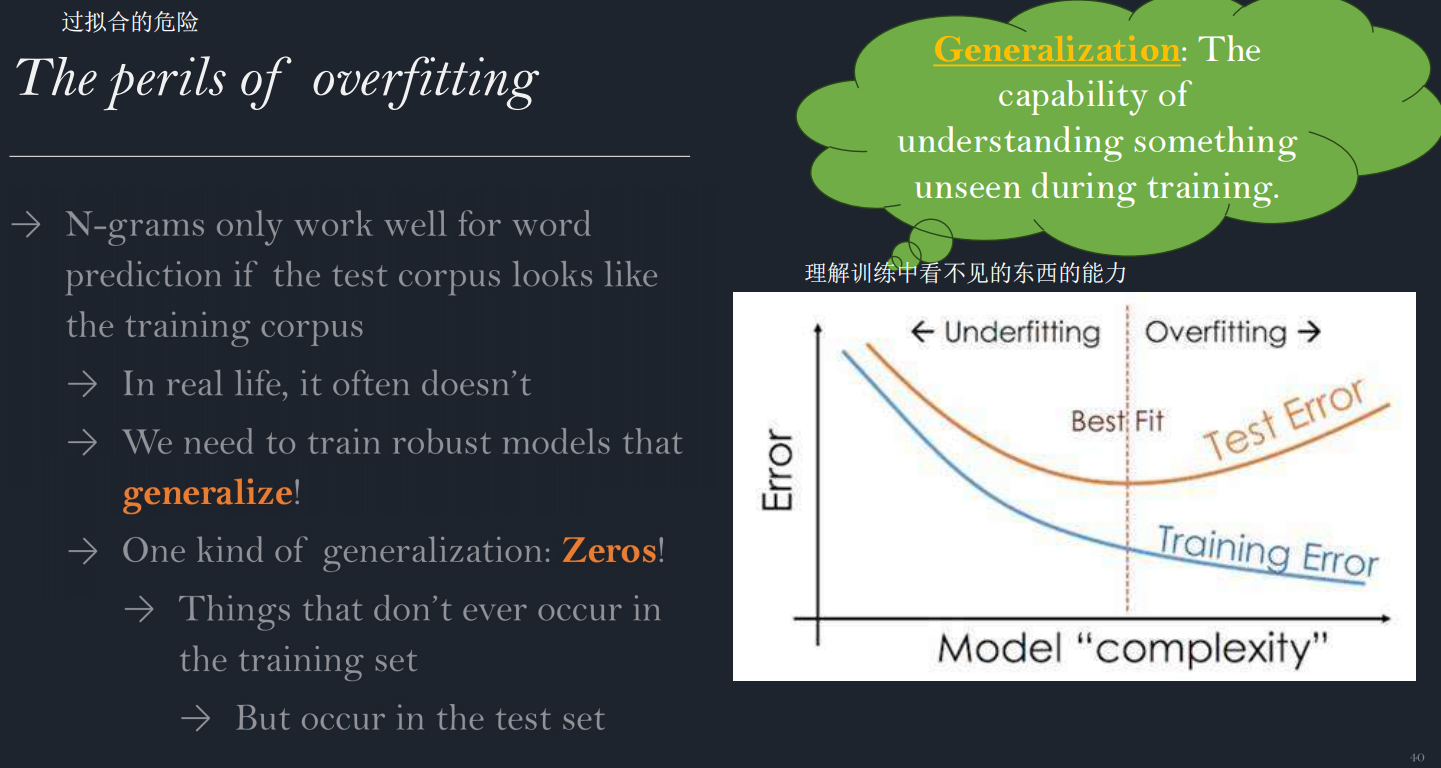 过拟合的危险
The perils of overfitting
→ N-grams only work well for word
prediction if the test corpus looks like
the training corpus
→ In real life, it often doesn't
→ We need to train robust models that
generalize!
→ One kind of generalization: Zeros!
→ Things that don't ever occur in
the training set
→ But occur in the test set
Generalization: The
capability of
understanding something
unseen during training.
理解训练中看不见的东西的能力
← Underfitting
Overfitting →
Best Fit
Test Error
Training Error
Error
Model “complexity”
40